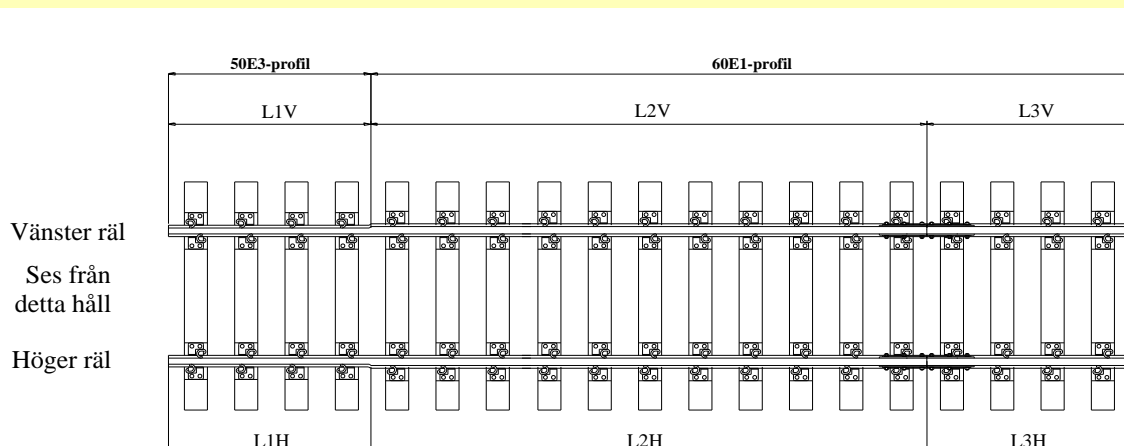 50E3-profil
60E1-profil
L1V
L2V
L3V
Vänster räl
Ses från
detta håll
Höger räl
L1H
L2H
L3H